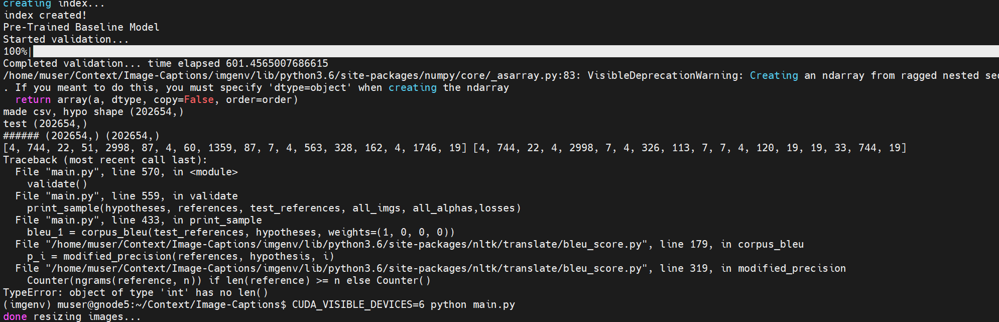 creating index...
index created!
Pre-Trained Baseline Model
Started validation...
100%|
Completed validation... time elapsed 601.4565007686615
/home/muser/Context/Image-Captions/imgenv/lib/python3.6/site-packages/numpy/core/_asarray.py:83: VisibleDeprecationWarning: Creating an ndarray from ragged nested seq
. If you meant to do this, you must specify 'dtype=object' when creating the ndarray
  return array(a, dtype, copy=False, order=order)
made csv, hypo shape (202654,)
test (202654,)
###### (202654,) (202654,)
[4, 744, 22, 51, 2998, 87, 4, 60, 1359, 87, 7, 4, 563, 328, 162, 4, 1746, 19] [4, 744, 22, 4, 2998, 7, 4, 326, 113, 7, 7, 4, 120, 19, 19, 33, 744, 19]
Traceback (most recent call last):
  File "main.py", line 570, in <module>
    validate()
  File "main.py", line 559, in validate
    print_sample(hypotheses, references, test_references, all_imgs, all_alphas,losses)
  File "main.py", line 433, in print_sample
    bleu_1 = corpus_bleu(test_references, hypotheses, weights=(1, 0, 0, 0))
  File "/home/muser/Context/Image-Captions/imgenv/lib/python3.6/site-packages/nltk/translate/bleu_score.py", line 179, in corpus_bleu
    p_i = modified_precision(references, hypothesis, i)
  File "/home/muser/Context/Image-Captions/imgenv/lib/python3.6/site-packages/nltk/translate/bleu_score.py", line 319, in modified_precision
    Counter(ngrams(reference, n)) if len(reference) >= n else Counter()
TypeError: object of type 'int' has no len()
(imgenv) muser@gnode5:~/Context/Image-Captions$ CUDA_VISIBLE_DEVICES=6 python main.py
done resizing images...